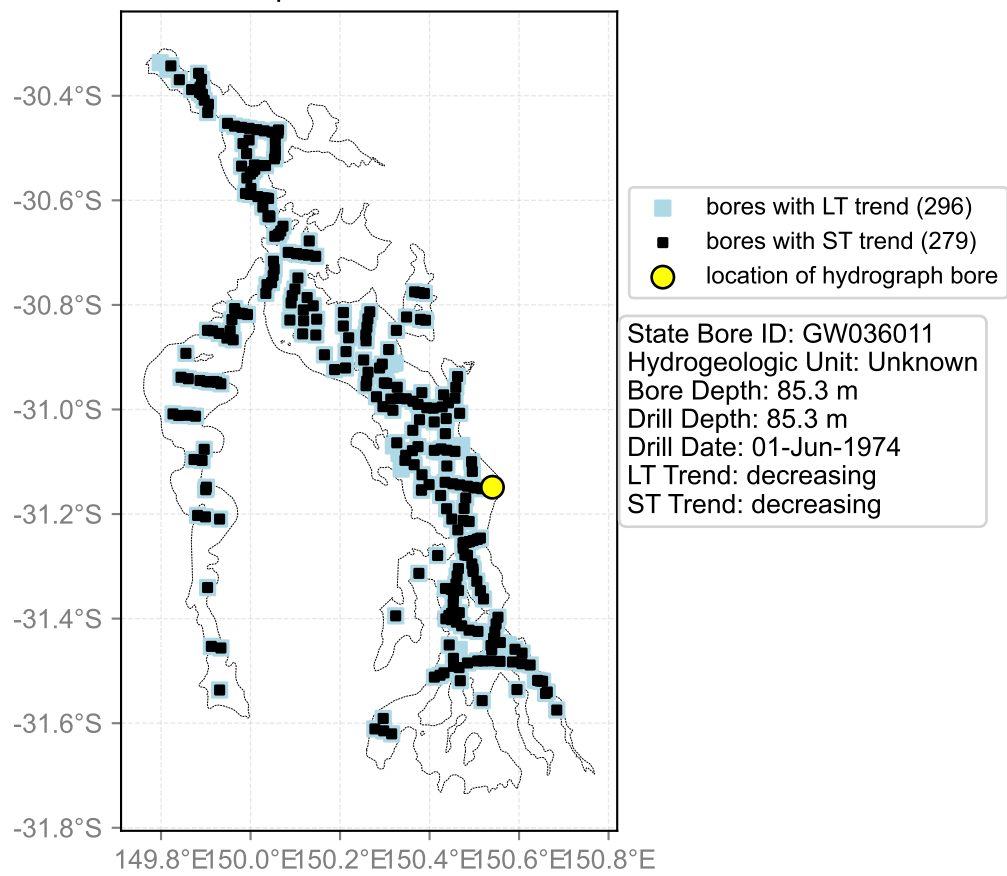 -30.4°S
-30.6°S
-30.8°S
-31.0°S
-31.2°S
-31.4°S
-31.6°S
-31.8°S
149.8°E150.0°E150.2°E150.4°E150.6°E150.8°E
bores with LT trend (296)
bores with ST trend (279)
location of hydrograph bore
State Bore ID: GW036011
Hydrogeologic Unit: Unknown
Bore Depth: 85.3 m
Drill Depth: 85.3 m
Drill Date: 01-Jun-1974
LT Trend: decreasing
ST Trend: decreasing